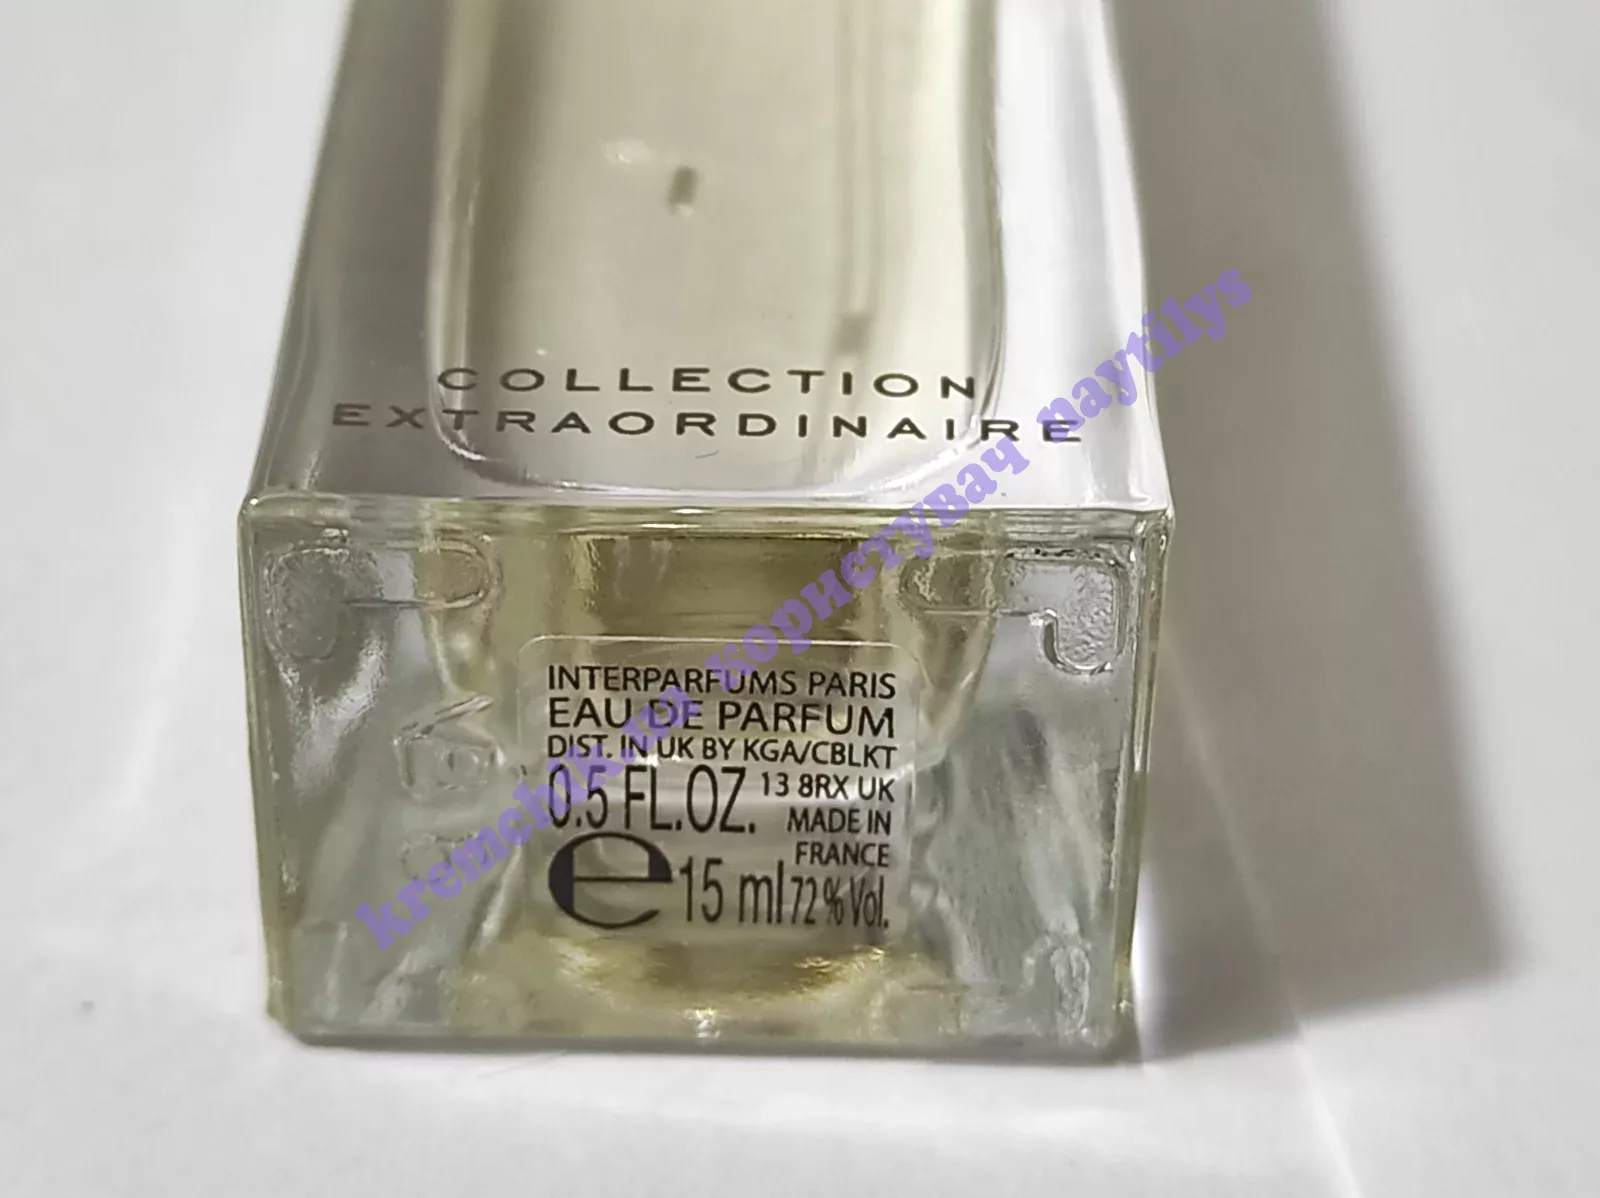 COLLECTION
EXTRAORDINAIRE
INTERPARFUMS PARIS
EAU DE PARFUM
DIST. IN UK BY KGA/CBLKT
0.5 FL.OZ. 13 8RX UK
MADE IN
FRANCE
e 15 ml 72% Vol.
kremchik.ua користувач naytilys